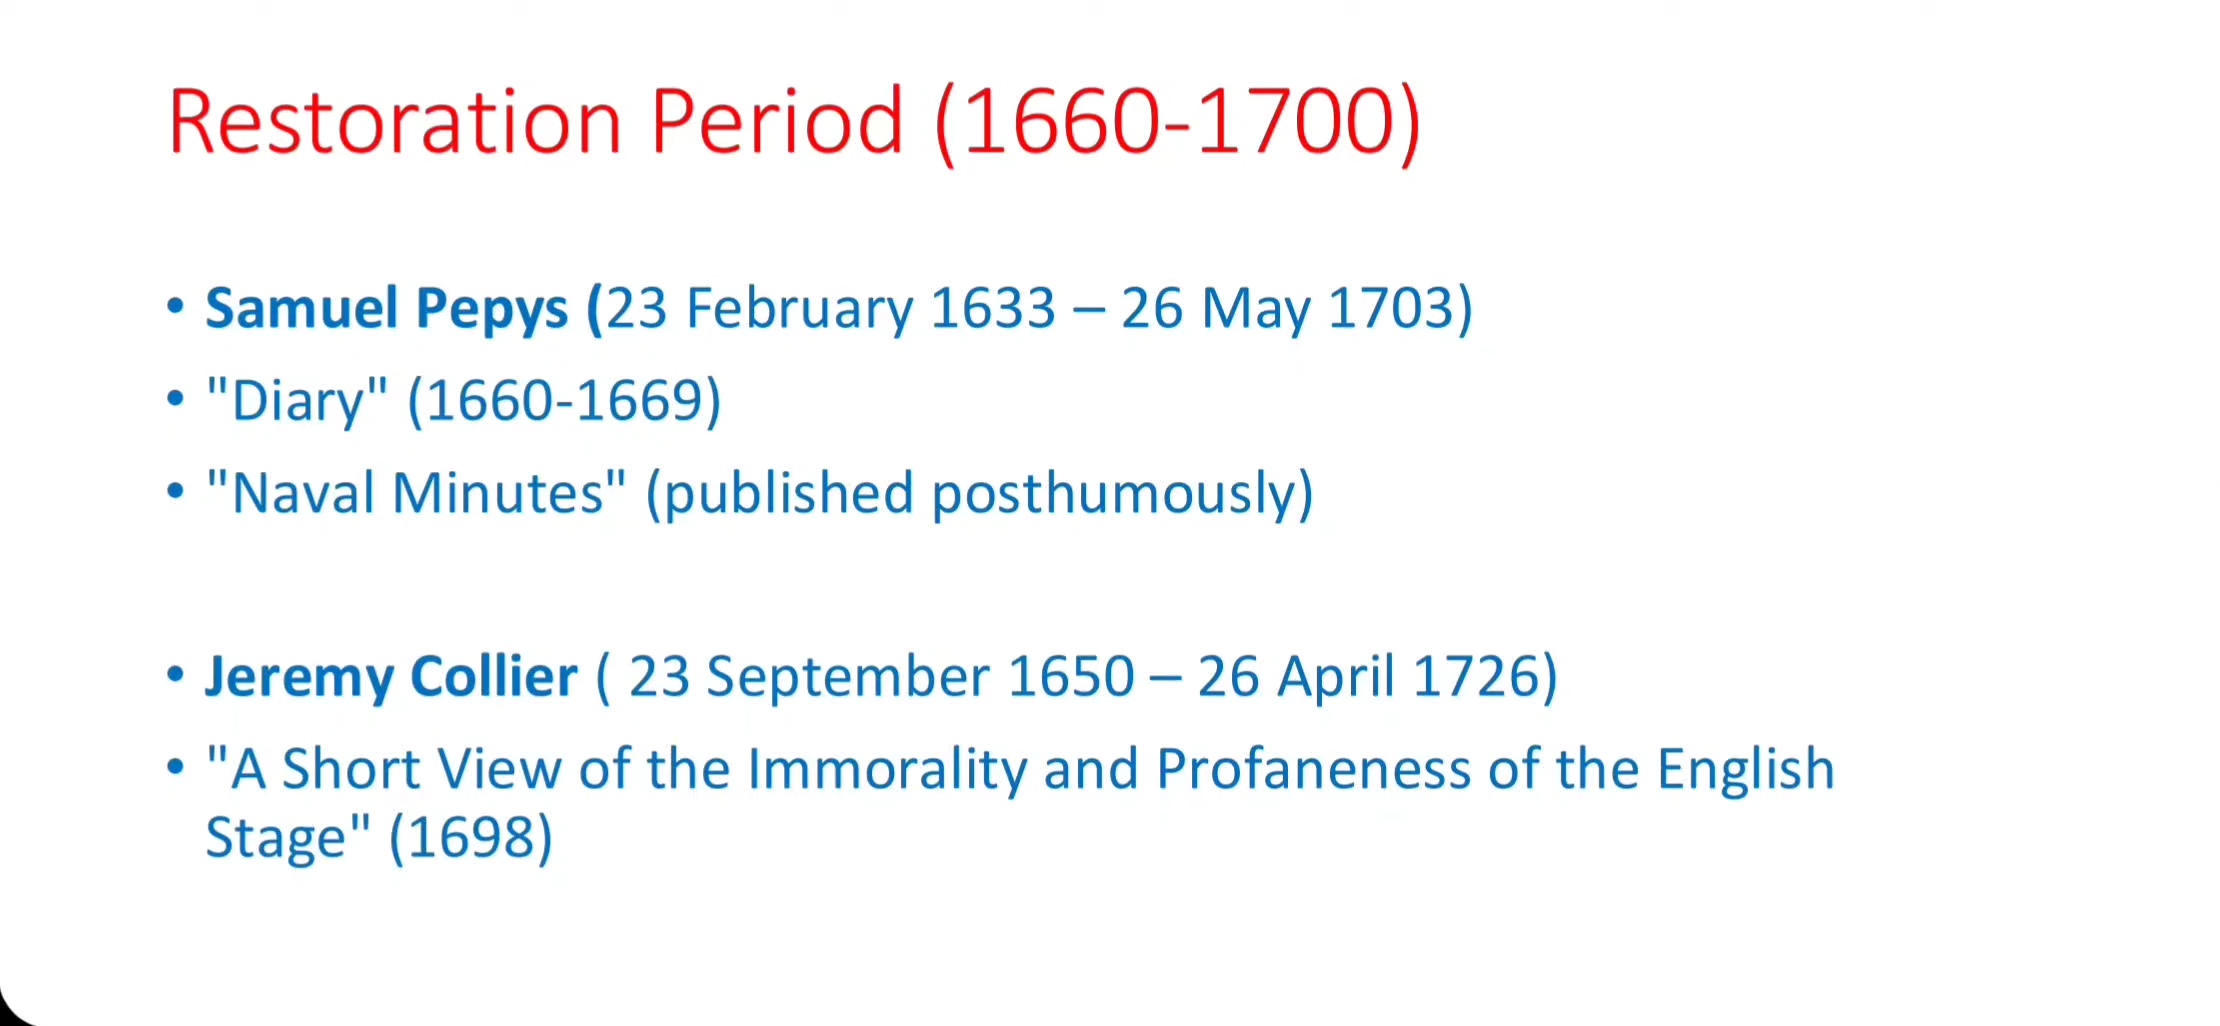 Restoration Period (1660-1700)
• Samuel Pepys (23 February 1633 – 26 May 1703)
• "Diary" (1660-1669)
• "Naval Minutes" (published posthumously)
• Jeremy Collier ( 23 September 1650 – 26 April 1726)
• "A Short View of the Immorality and Profaneness of the English
Stage" (1698)